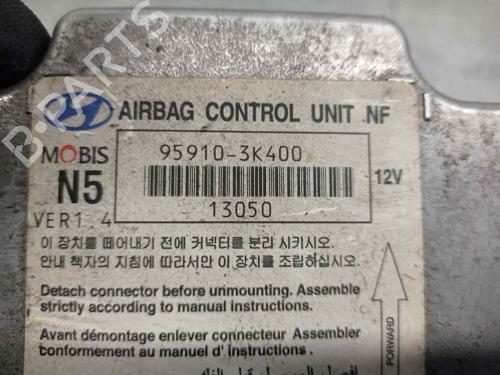 AIRBAG CONTROL UNIT NF
MOBIS
95910-3K400
N5
12V
13050
VER1.4
이 장치를 떼어내기 전에 커넥터를 분리 시키시오.
안내 책자의 지침에 따라서만 이 장치를 조립하시오.
Detach connector before unmounting. Assemble
strictly according to manual instructions.
Avant démontage enlever connecteur Assembler
conformement au manuel d' instructions.
FORWARD
B-PARTS